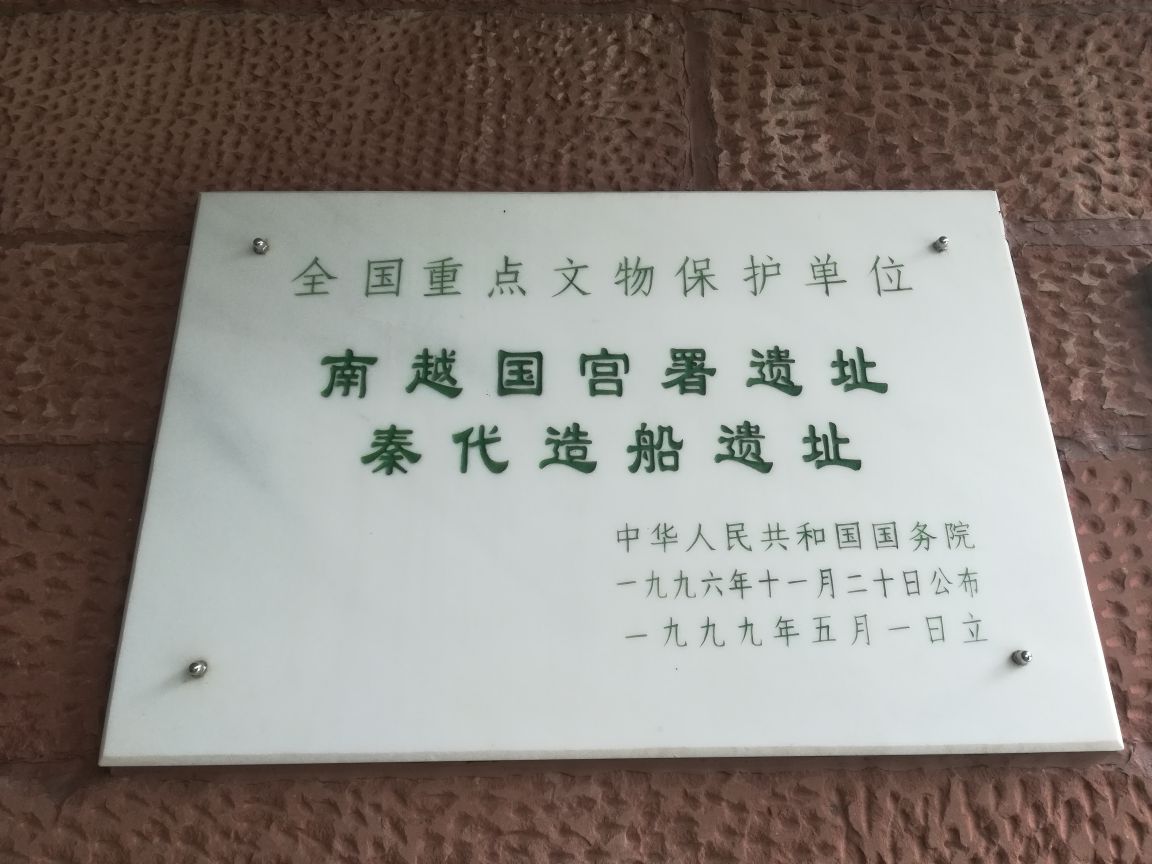 全国重点文物保护单位
南越国宫署遗址
秦代造船遗址
中华人民共和国国务院
一九九六年十一月二十日公布
一九九九年五月一日立